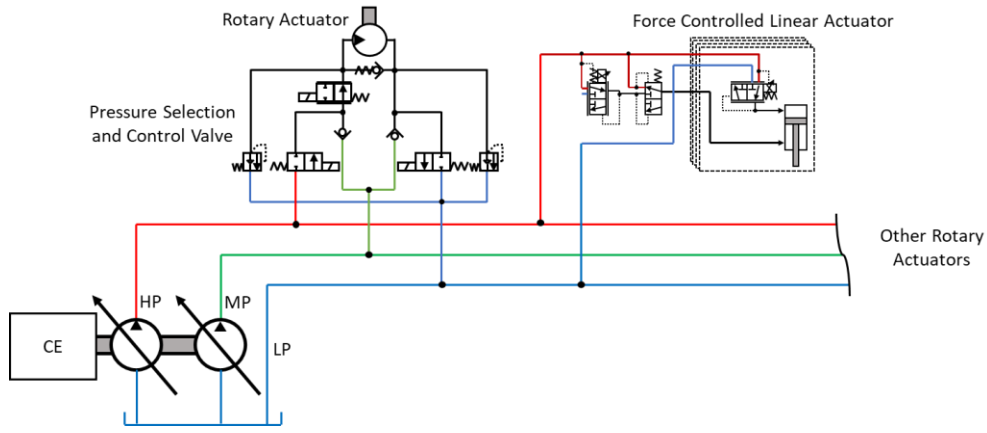 Rotary Actuator
Force Controlled Linear Actuator
Pressure Selection
and Control Valve
Other Rotary
Actuators
HP
MP
CE
LP